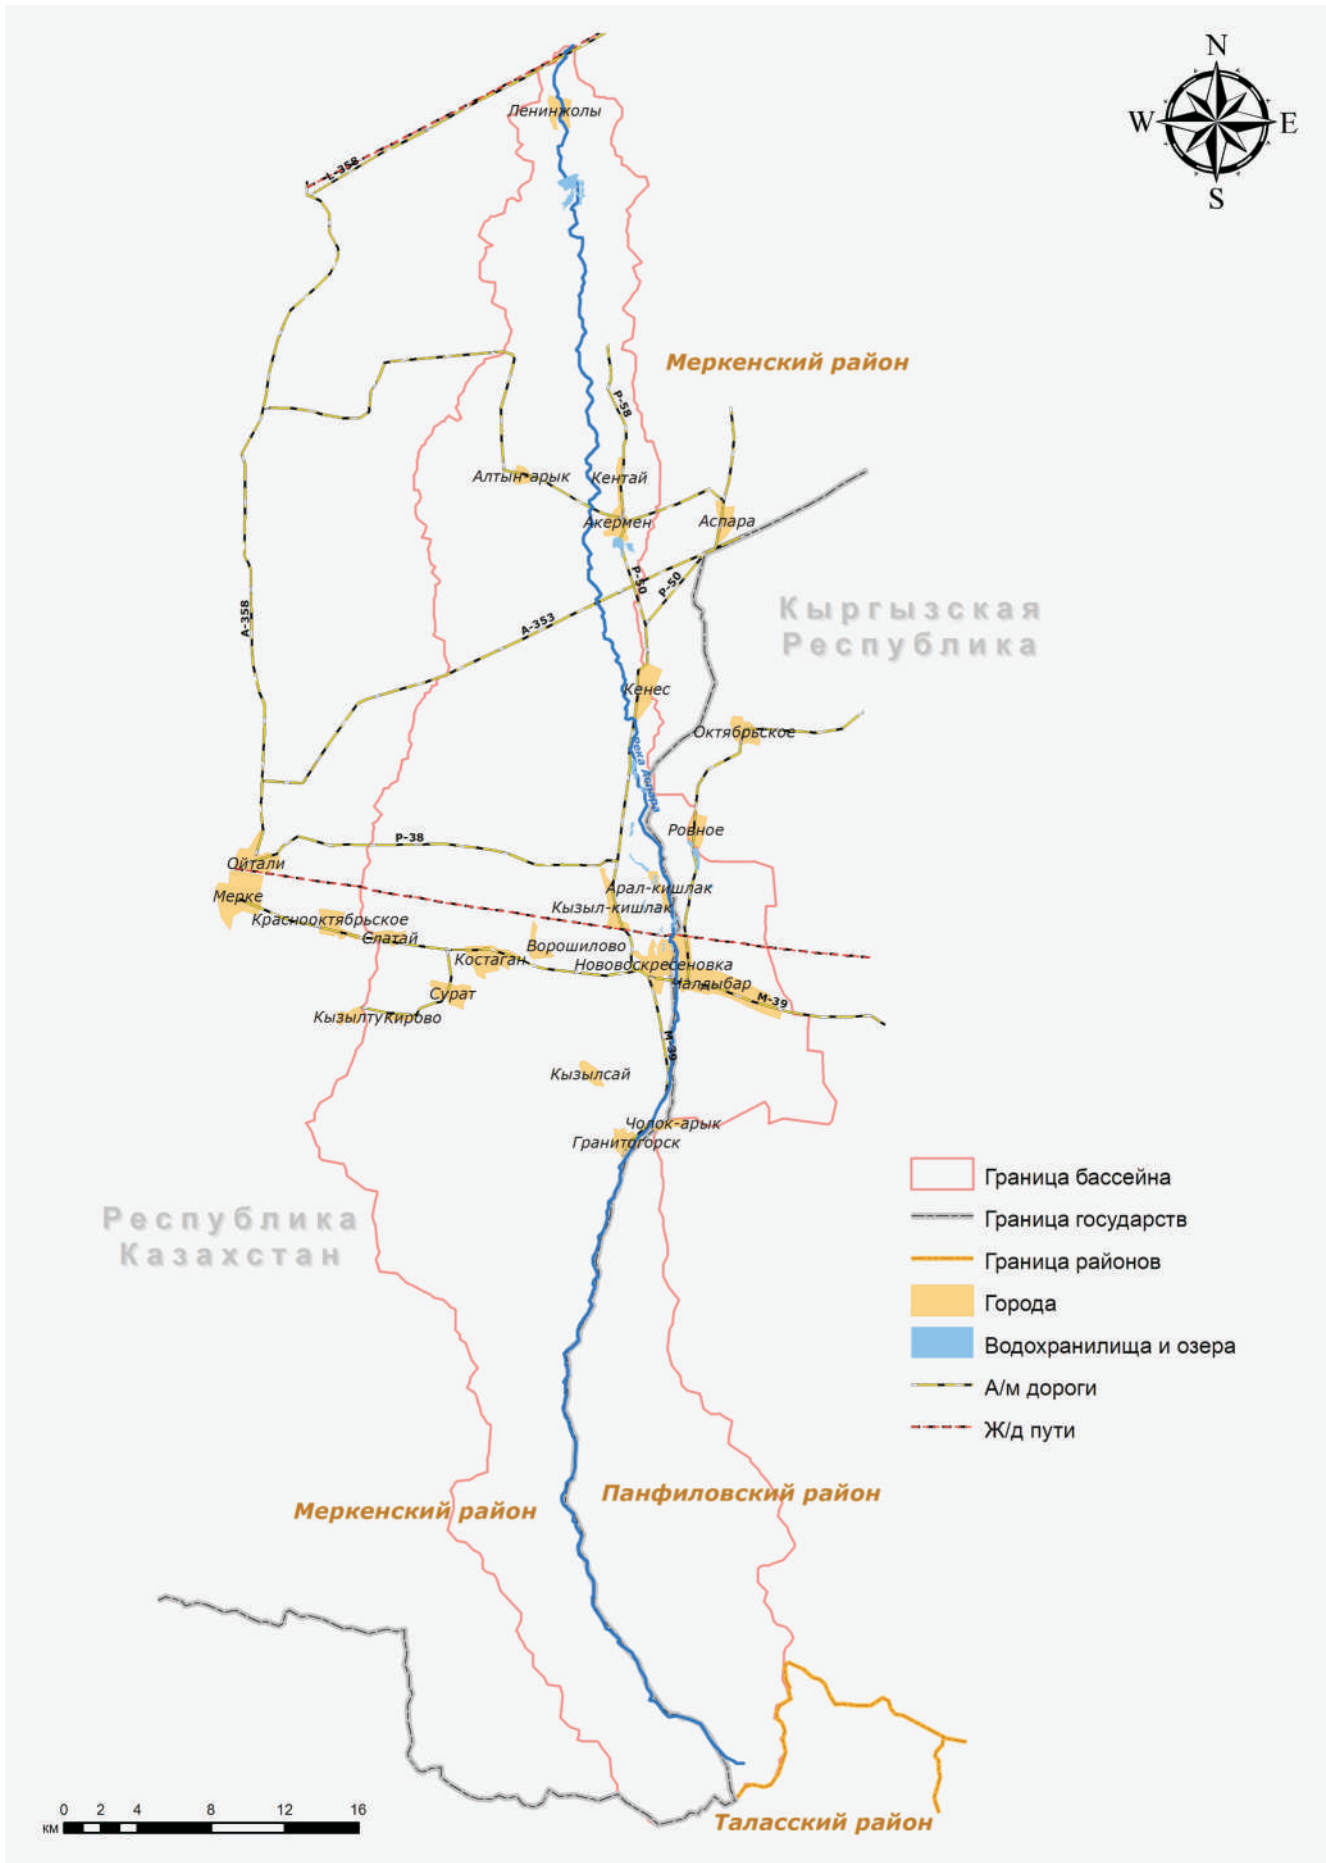 N
W
E
S
Ленинжолы
L-358
Меркенский район
P-58
Алтын-арык
Кентай
Акермен
Аспара
P-50
P-50
A-358
A-353
Кыргызская
Республика
Кенес
Октябрьское
река Аспара
Ровное
P-38
Ойтали
Мерке
Арал-кишлак
Кызыл-кишлак
Краснооктябрьское
Слатай
Ворошилово
Костаган
Нововоскресеновка
Чалдыбар
M-39
Сурат
Кызылту
Кирово
M-39
Кызылсай
Чолок-арык
Гранитогорск
Республика
Казахстан
Граница бассейна
Граница государств
Граница районов
Города
Водохранилища и озера
А/м дороги
Ж/д пути
Панфиловский район
Меркенский район
Таласский район
0 2 4 8 12 16
км